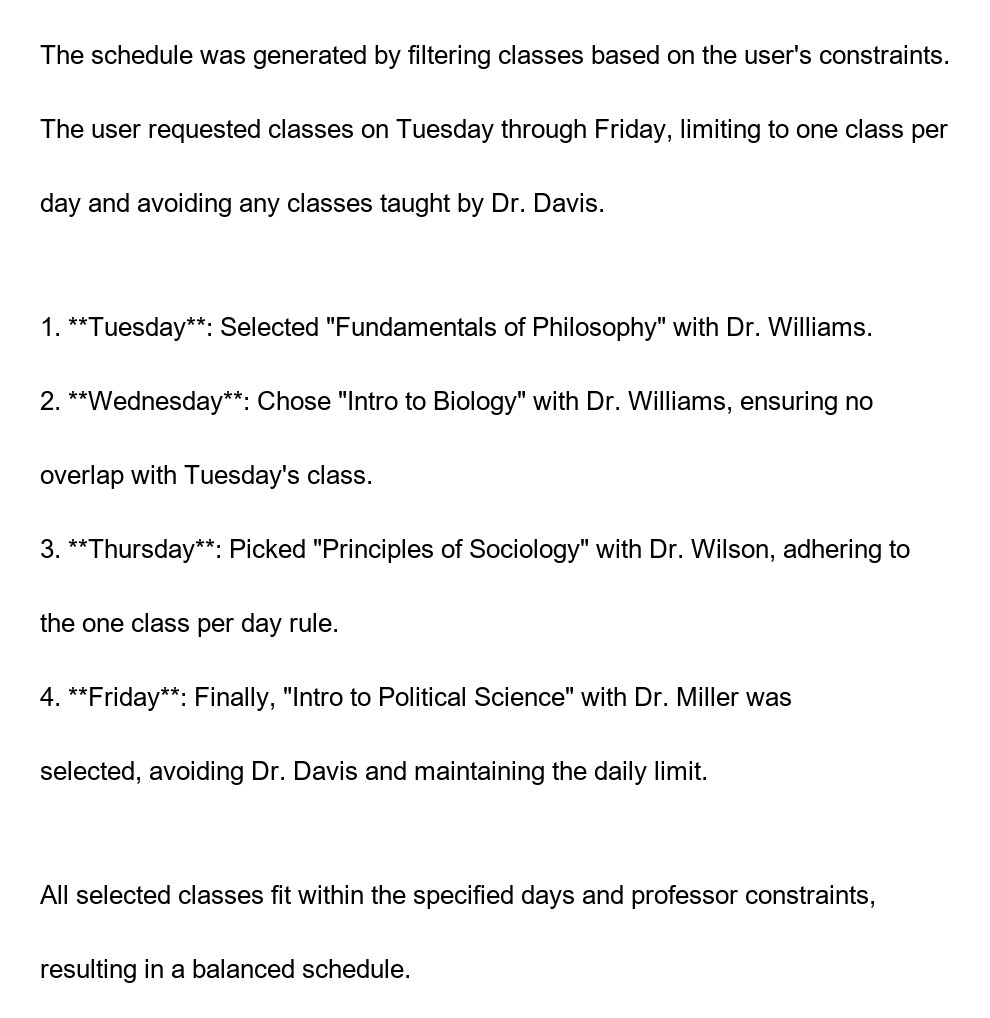 The schedule was generated by filtering classes based on the user's constraints.
The user requested classes on Tuesday through Friday, limiting to one class per
day and avoiding any classes taught by Dr. Davis.
1. **Tuesday**: Selected "Fundamentals of Philosophy" with Dr. Williams.
2. **Wednesday**: Chose "Intro to Biology" with Dr. Williams, ensuring no
overlap with Tuesday's class.
3. **Thursday**: Picked "Principles of Sociology" with Dr. Wilson, adhering to
the one class per day rule.
4. **Friday**: Finally, "Intro to Political Science" with Dr. Miller was
selected, avoiding Dr. Davis and maintaining the daily limit.
All selected classes fit within the specified days and professor constraints,
resulting in a balanced schedule.